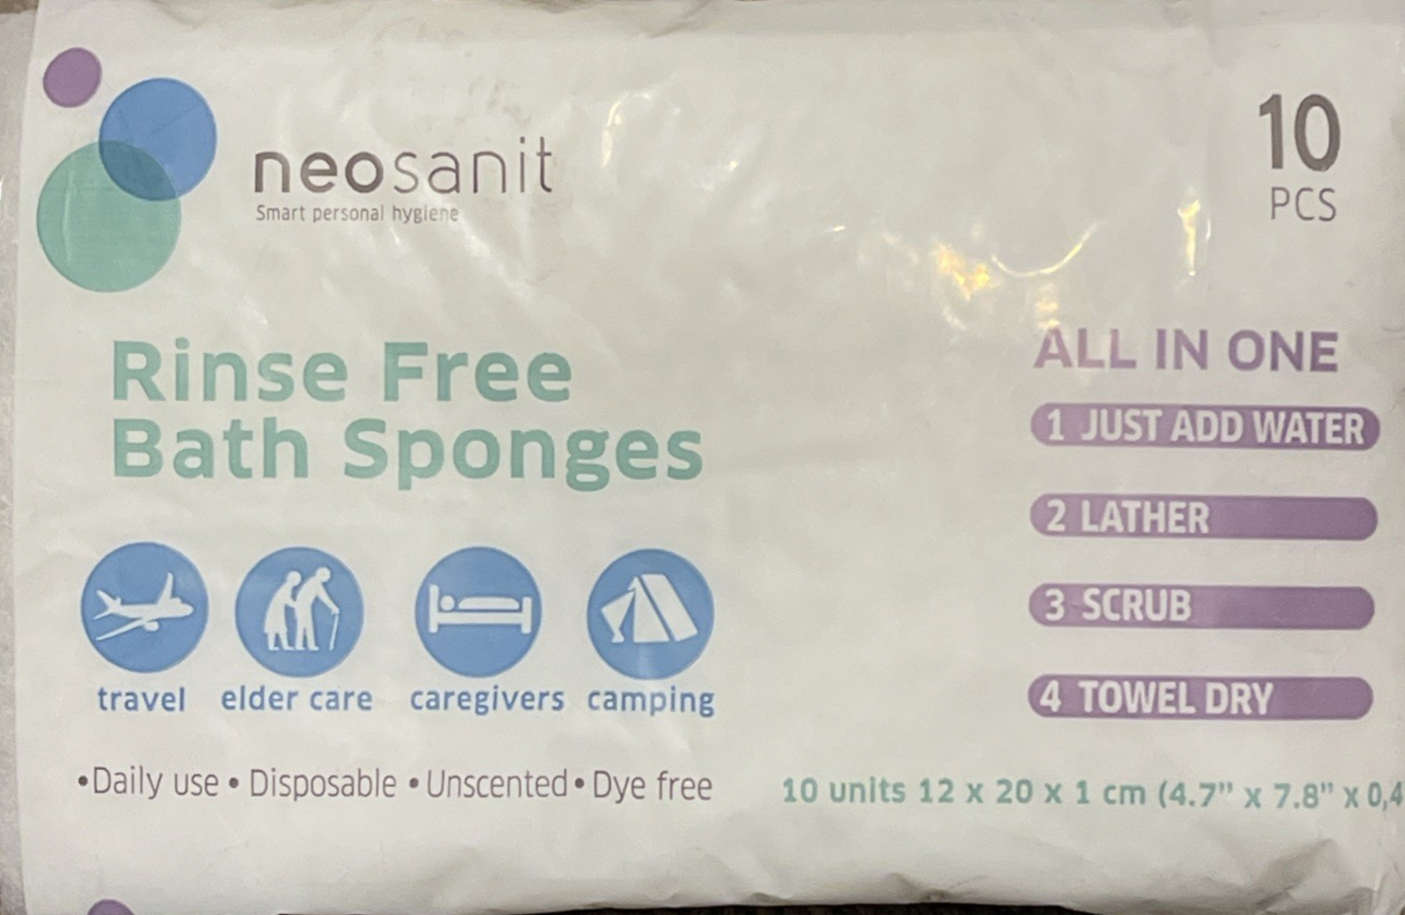 neosanit
Smart personal hygiene
10
PCS
Rinse Free
Bath Sponges
ALL IN ONE
1 JUST ADD WATER
2 LATHER
3 SCRUB
4 TOWEL DRY
travel elder care caregivers camping
•Daily use • Disposable • Unscented • Dye free
10 units 12 x 20 x 1 cm (4.7" x 7.8" x 0,4